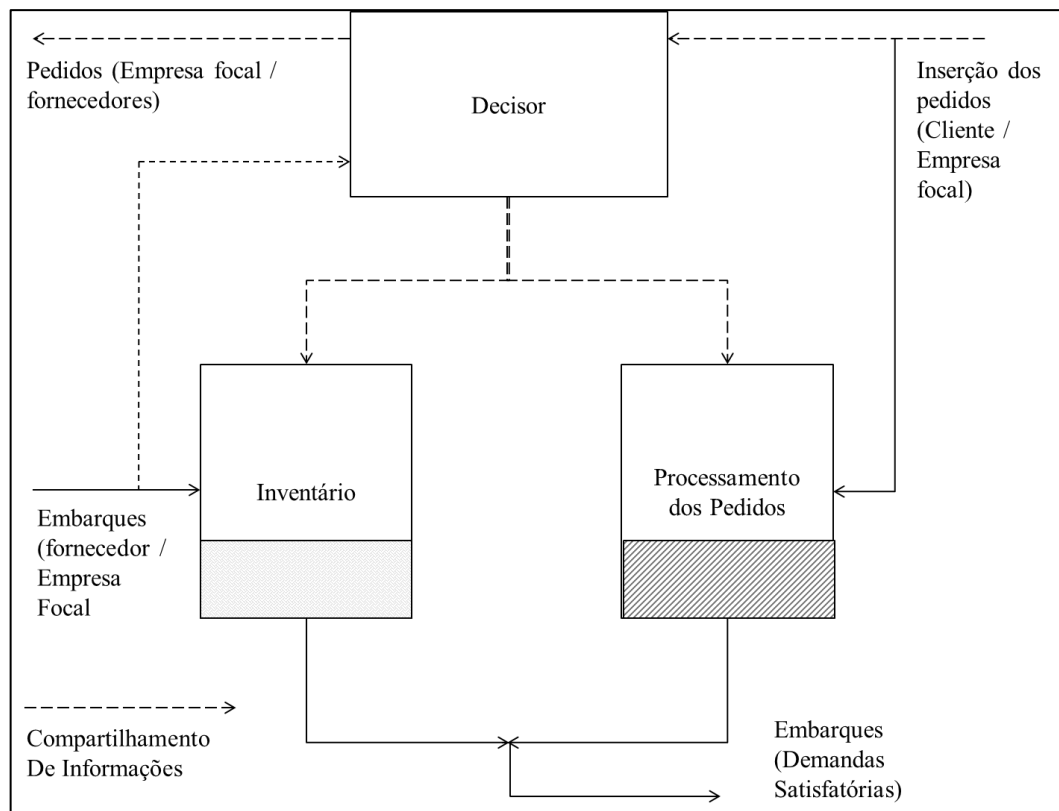 Pedidos (Empresa focal /
fornecedores)
Decisor
Inserção dos
pedidos
(Cliente /
Empresa
focal)
Inventário
Processamento
dos Pedidos
Embarques
(fornecedor /
Empresa
Focal
Compartilhamento
De Informações
Embarques
(Demandas
Satisfatórias)